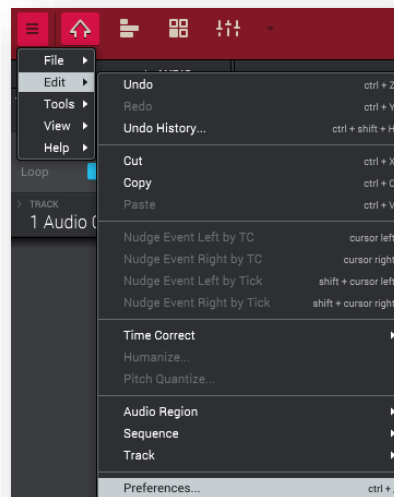 File
Edit
Tools
View
Help
Loop
TRACK
1 Audio
Undo ctrl + Z
Redo ctrl + Y
Undo History... ctrl + shift + H
Cut ctrl + X
Copy ctrl + C
Paste ctrl + V
Nudge Event Left by TC cursor left
Nudge Event Right by TC cursor right
Nudge Event Left by Tick shift + cursor left
Nudge Event Right by Tick shift + cursor right
Time Correct
Humanize...
Pitch Quantize...
Audio Region
Sequence
Track
Preferences... ctrl + ,